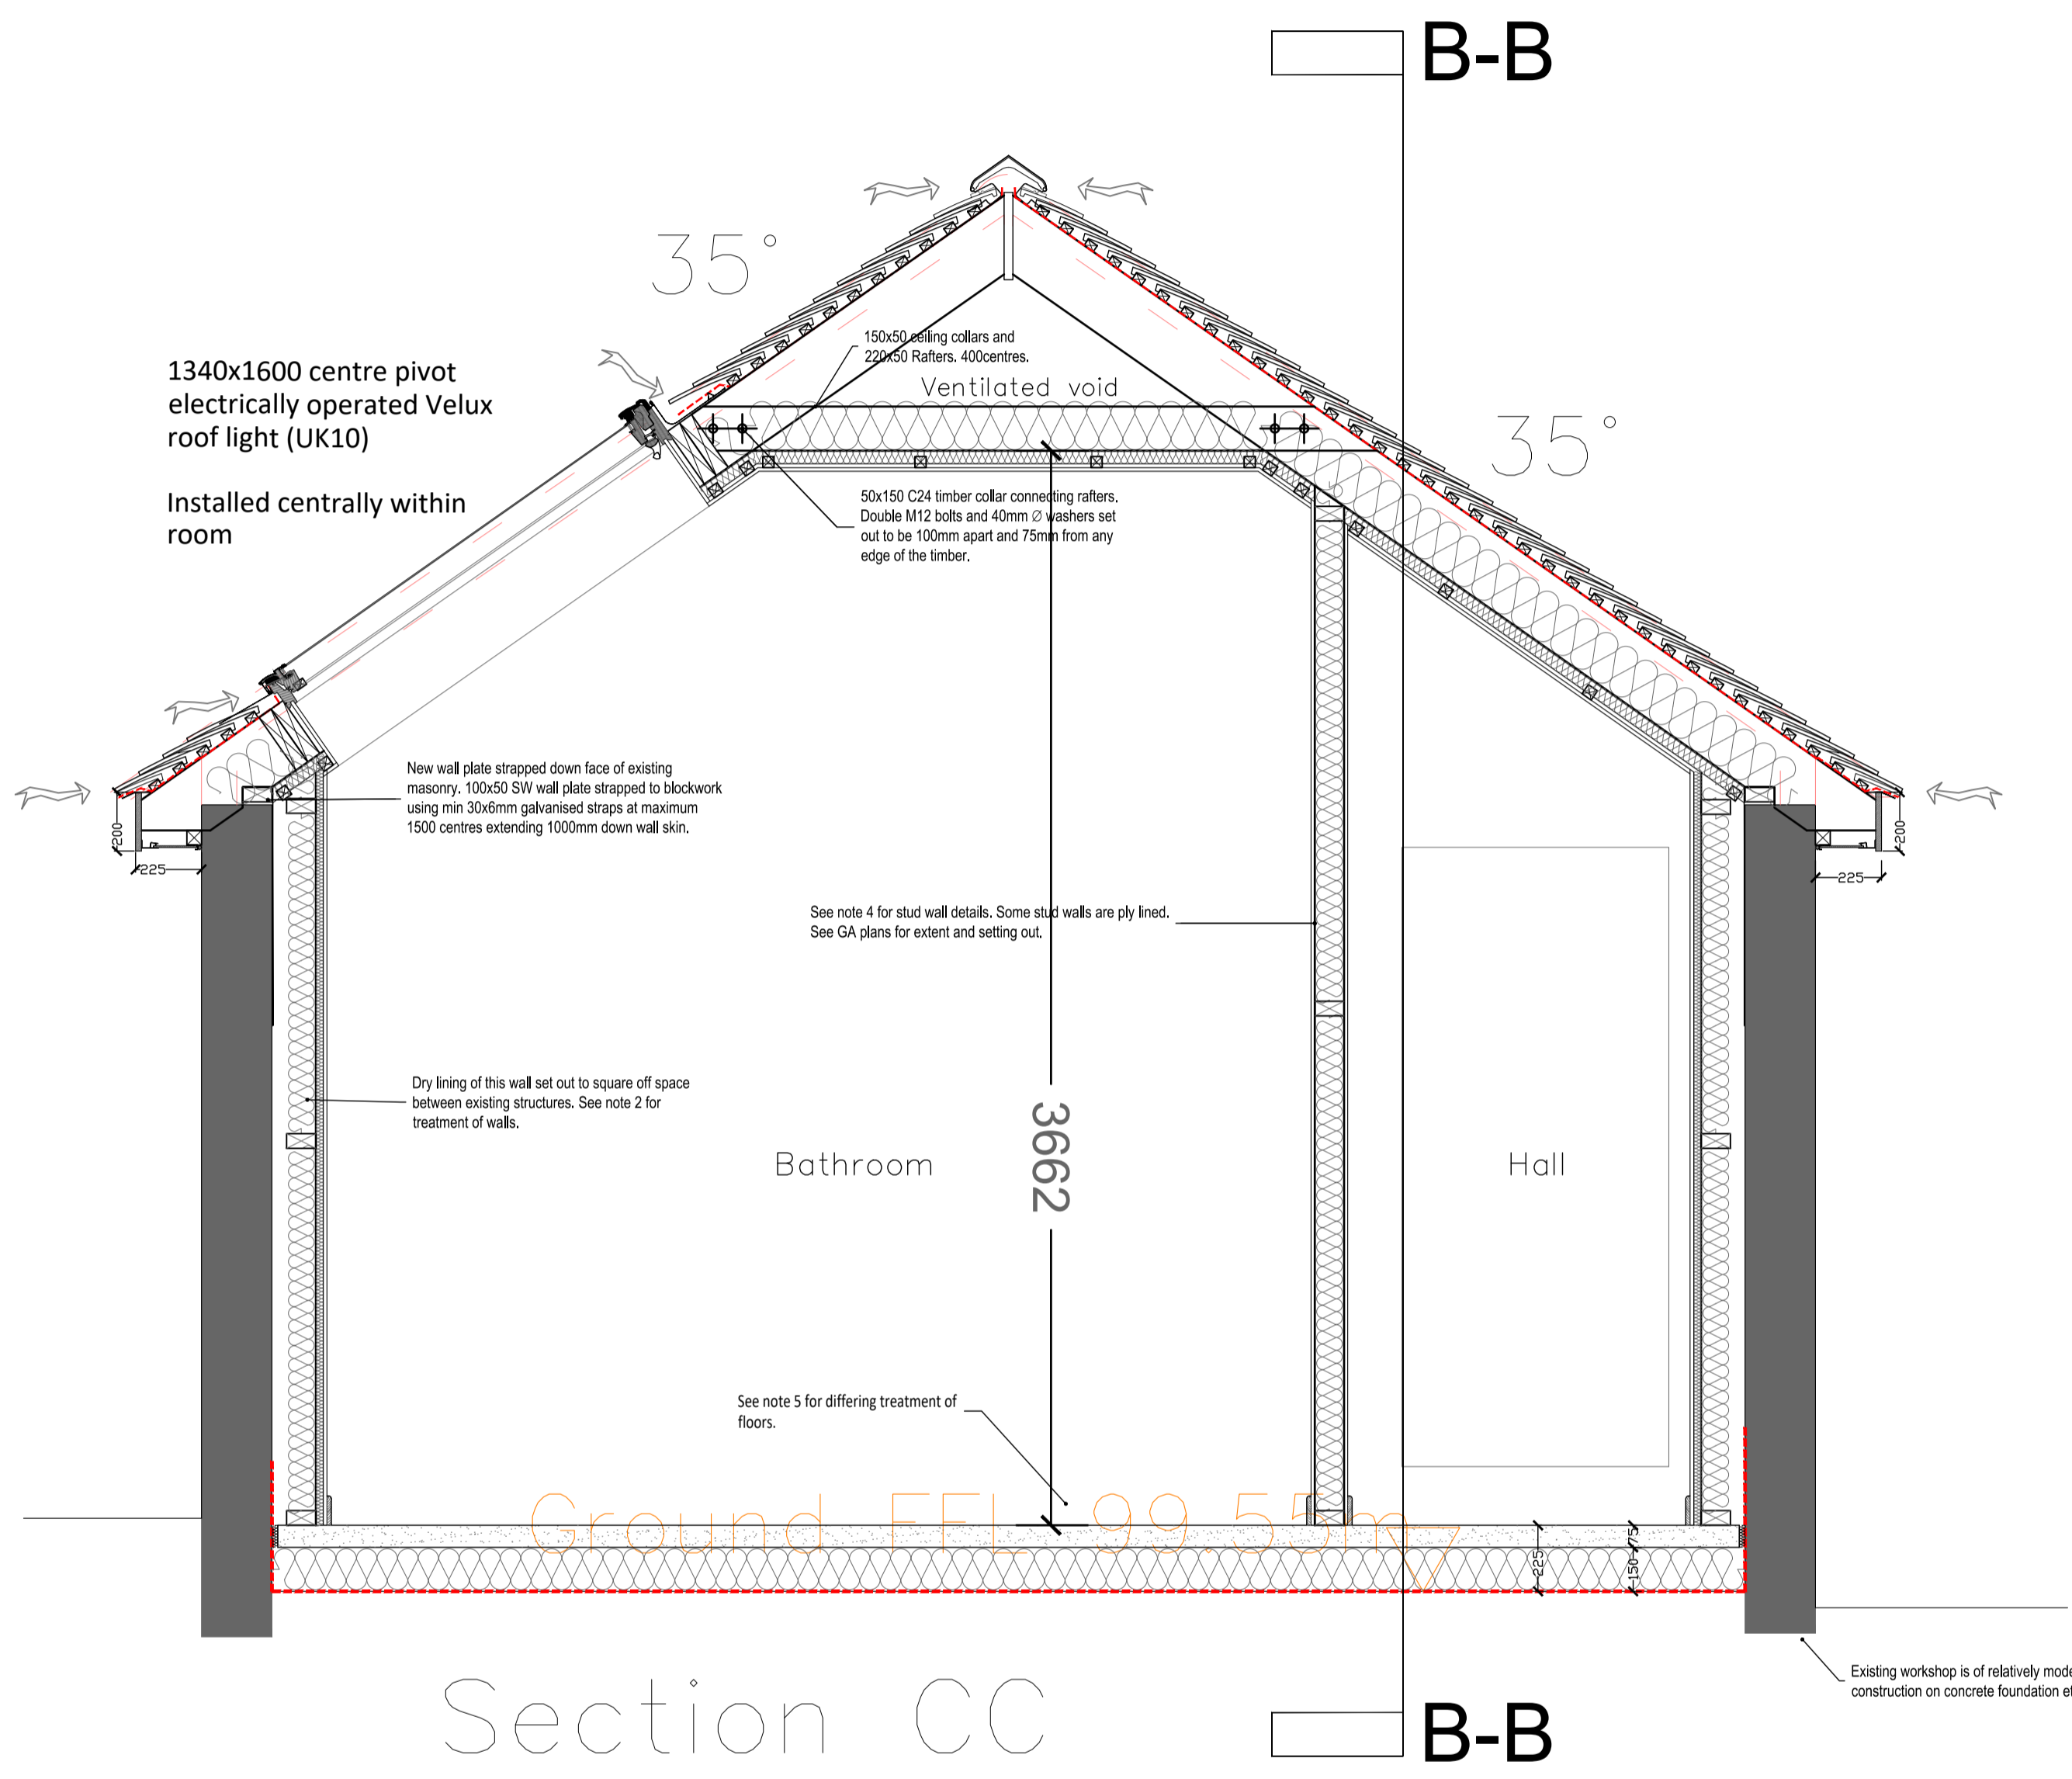 B-B
35°
1340x1600 centre pivot
electrically operated Velux
roof light (UK10)
Installed centrally within
room
150x50 ceiling collars and
220x50 Rafters. 400centres.
Ventilated void
35°
50x150 C24 timber collar connecting rafters.
Double M12 bolts and 40mm Ø washers set
out to be 100mm apart and 75mm from any
edge of the timber.
New wall plate strapped down face of existing
masonry. 100x50 SW wall plate strapped to blockwork
using min 30x6mm galvanised straps at maximum
1500 centres extending 1000mm down wall skin.
200
225
200
225
See note 4 for stud wall details. Some stud walls are ply lined.
See GA plans for extent and setting out.
Dry lining of this wall set out to square off space
between existing structures. See note 2 for
treatment of walls.
3662
Bathroom
Hall
See note 5 for differing treatment of
floors.
Ground FFL 99.55m
225
75
150
Existing workshop is of relatively mode
construction on concrete foundation et
Section CC
B-B